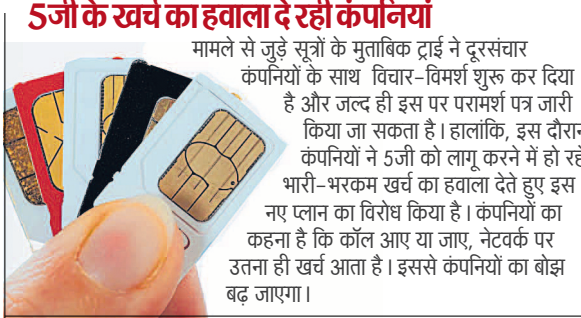 5जी के खर्च का हवाला दे रही कंपनियां
मामले से जुड़े सूत्रों के मुताबिक ट्राई ने दूरसंचार
कंपनियों के साथ विचार-विमर्श शुरू कर दिया
है और जल्द ही इस पर परामर्श पत्र जारी
किया जा सकता है। हालांकि, इस दौरान
कंपनियों ने 5जी को लागू करने में हो रहे
भारी-भरकम खर्च का हवाला देते हुए इस
नए प्लान का विरोध किया है। कंपनियों का
कहना है कि कॉल आए या जाए, नेटवर्क पर
उतना ही खर्च आता है। इससे कंपनियों का बोझ
बढ़ जाएगा।